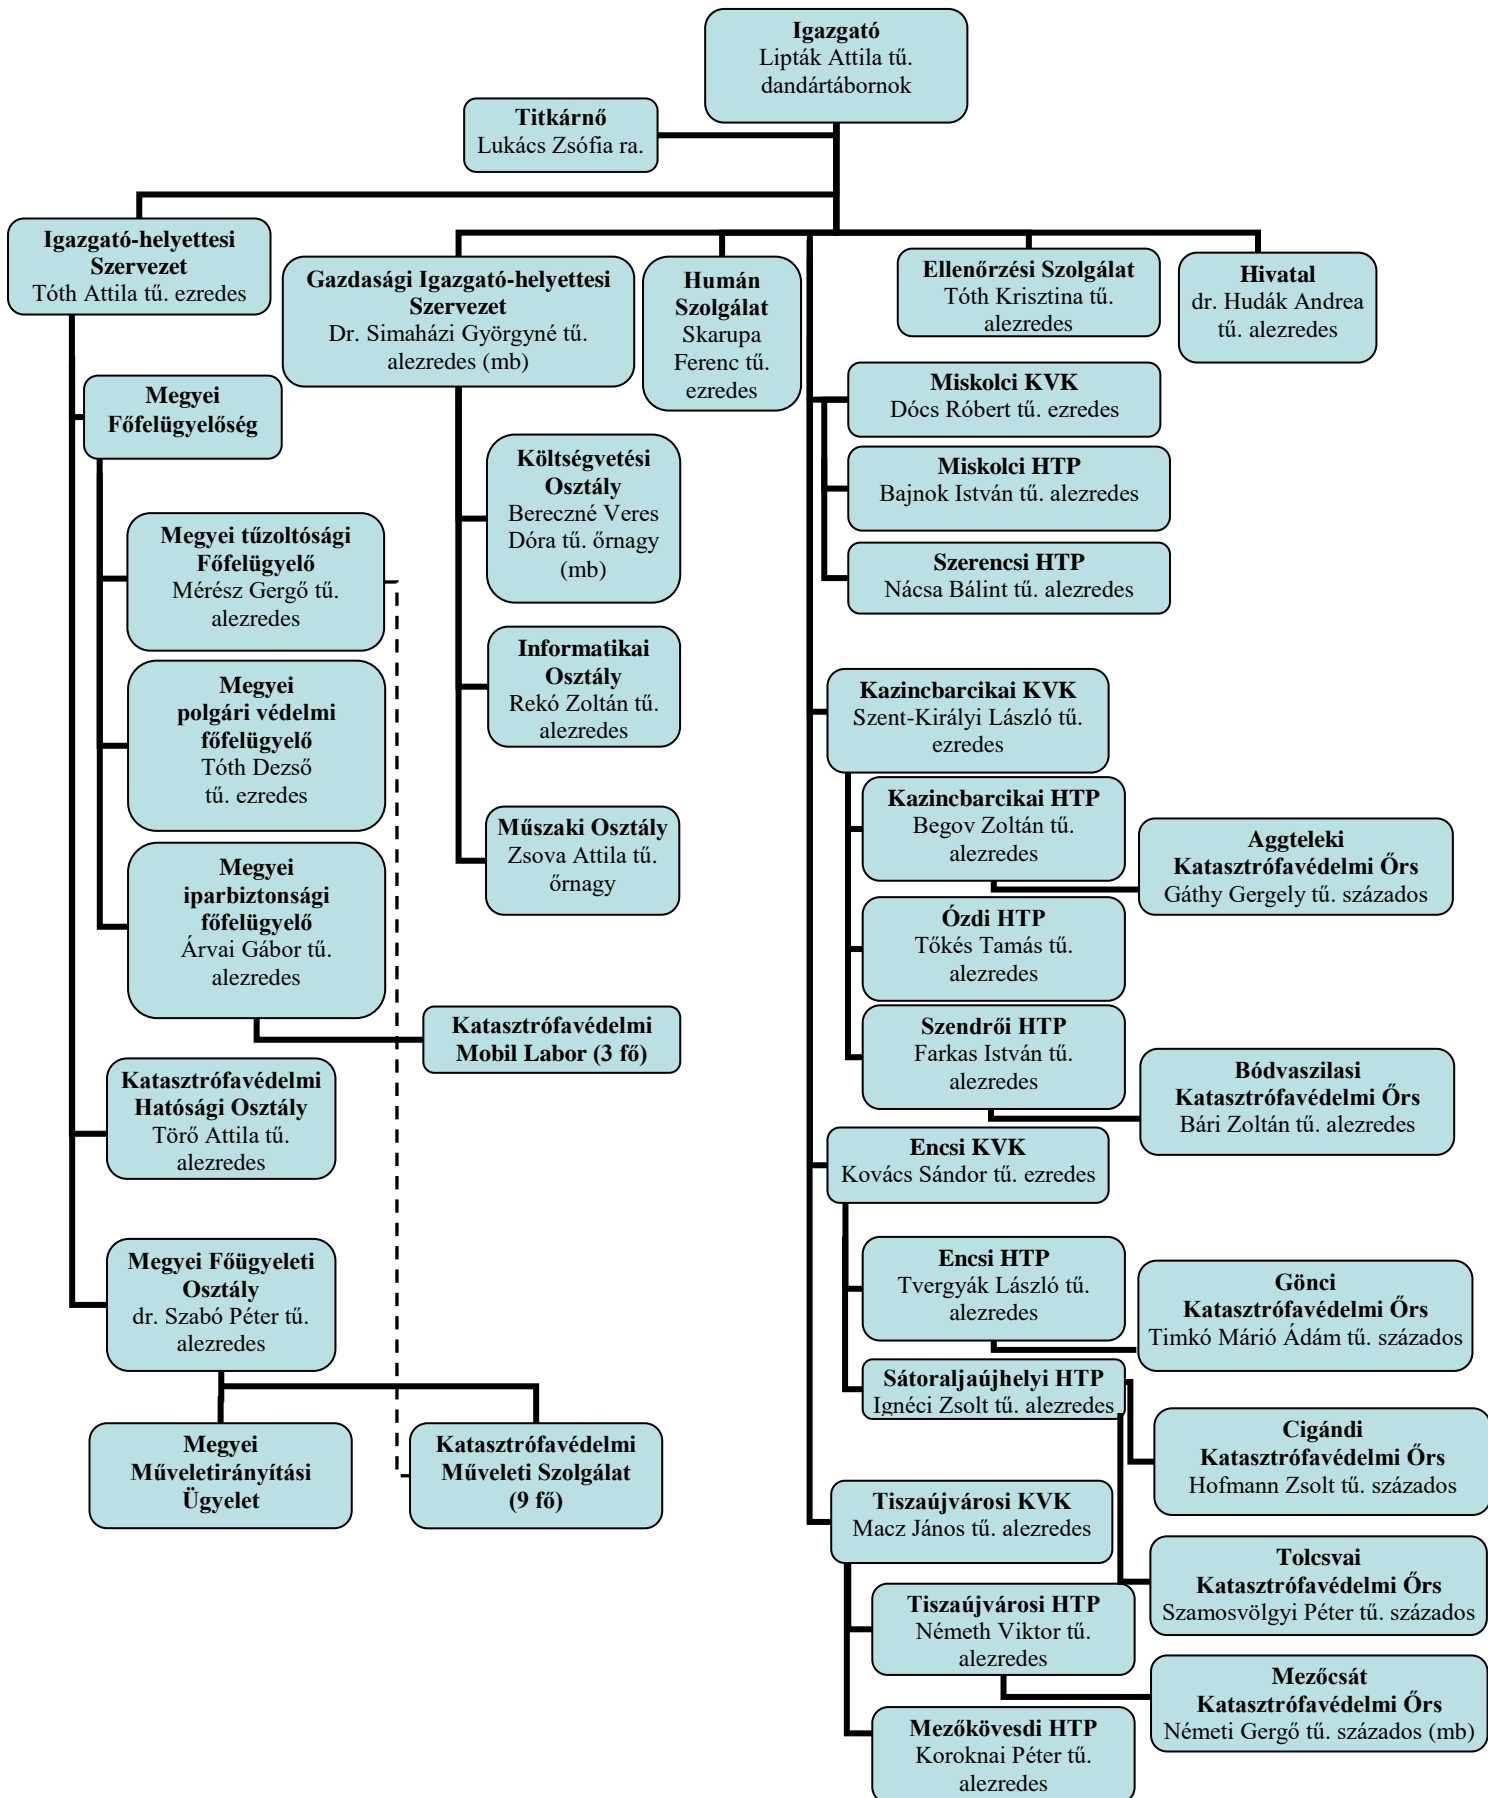 Igazgató
Lipták Attila tű.
dandártábornok
Titkárnő
Lukács Zsófia ra.
Igazgató-helyettesi
Szervezet
Tóth Attila tű. ezredes
Gazdasági Igazgató-helyettesi
Szervezet
Dr. Simaházi Györgyné tű.
alezredes (mb)
Humán
Szolgálat
Skarupa
Ferenc tű.
ezredes
Ellenőrzési Szolgálat
Tóth Krisztina tű.
alezredes
Hivatal
dr. Hudák Andrea
tű. alezredes
Megyei
Főfelügyelőség
Megyei tűzoltósági
Főfelügyelő
Mérész Gergő tű.
alezredes
Megyei
polgári védelmi
főfelügyelő
Tóth Dezső
tű. ezredes
Megyei
iparbiztonsági
főfelügyelő
Árvai Gábor tű.
alezredes
Katasztrófavédelmi
Mobil Labor (3 fő)
Katasztrófavédelmi
Hatósági Osztály
Törő Attila tű.
alezredes
Megyei Főügyeleti
Osztály
dr. Szabó Péter tű.
alezredes
Megyei
Műveletirányítási
Ügyelet
Katasztrófavédelmi
Műveleti Szolgálat
(9 fő)
Költségvetési
Osztály
Bereczné Veres
Dóra tű. őrnagy
(mb)
Informatikai
Osztály
Rekó Zoltán tű.
alezredes
Műszaki Osztály
Zsova Attila tű.
őrnagy
Miskolci KVK
Dócs Róbert tű. ezredes
Miskolci HTP
Bajnok István tű. alezredes
Szerencsi HTP
Nácsa Bálint tű. alezredes
Kazincbarcikai KVK
Szent-Királyi László tű.
ezredes
Kazincbarcikai HTP
Begov Zoltán tű.
alezredes
Aggteleki
Katasztrófavédelmi Őrs
Gáthy Gergely tű. százados
Ózdi HTP
Tőkés Tamás tű.
alezredes
Szendrői HTP
Farkas István tű.
alezredes
Bódvaszilasi
Katasztrófavédelmi Őrs
Bári Zoltán tű. alezredes
Encsi KVK
Kovács Sándor tű. ezredes
Encsi HTP
Tvergyák László tű.
alezredes
Gönci
Katasztrófavédelmi Őrs
Timkó Márió Ádám tű. százados
Sátoraljaújhelyi HTP
Ignéci Zsolt tű. alezredes
Cigándi
Katasztrófavédelmi Őrs
Hofmann Zsolt tű. százados
Tolcsvai
Katasztrófavédelmi Őrs
Szamosvölgyi Péter tű. százados
Tiszaújvárosi KVK
Macz János tű. alezredes
Tiszaújvárosi HTP
Németh Viktor tű.
alezredes
Mezőcsát
Katasztrófavédelmi Őrs
Németi Gergő tű. százados (mb)
Mezőkövesdi HTP
Koroknai Péter tű.
alezredes